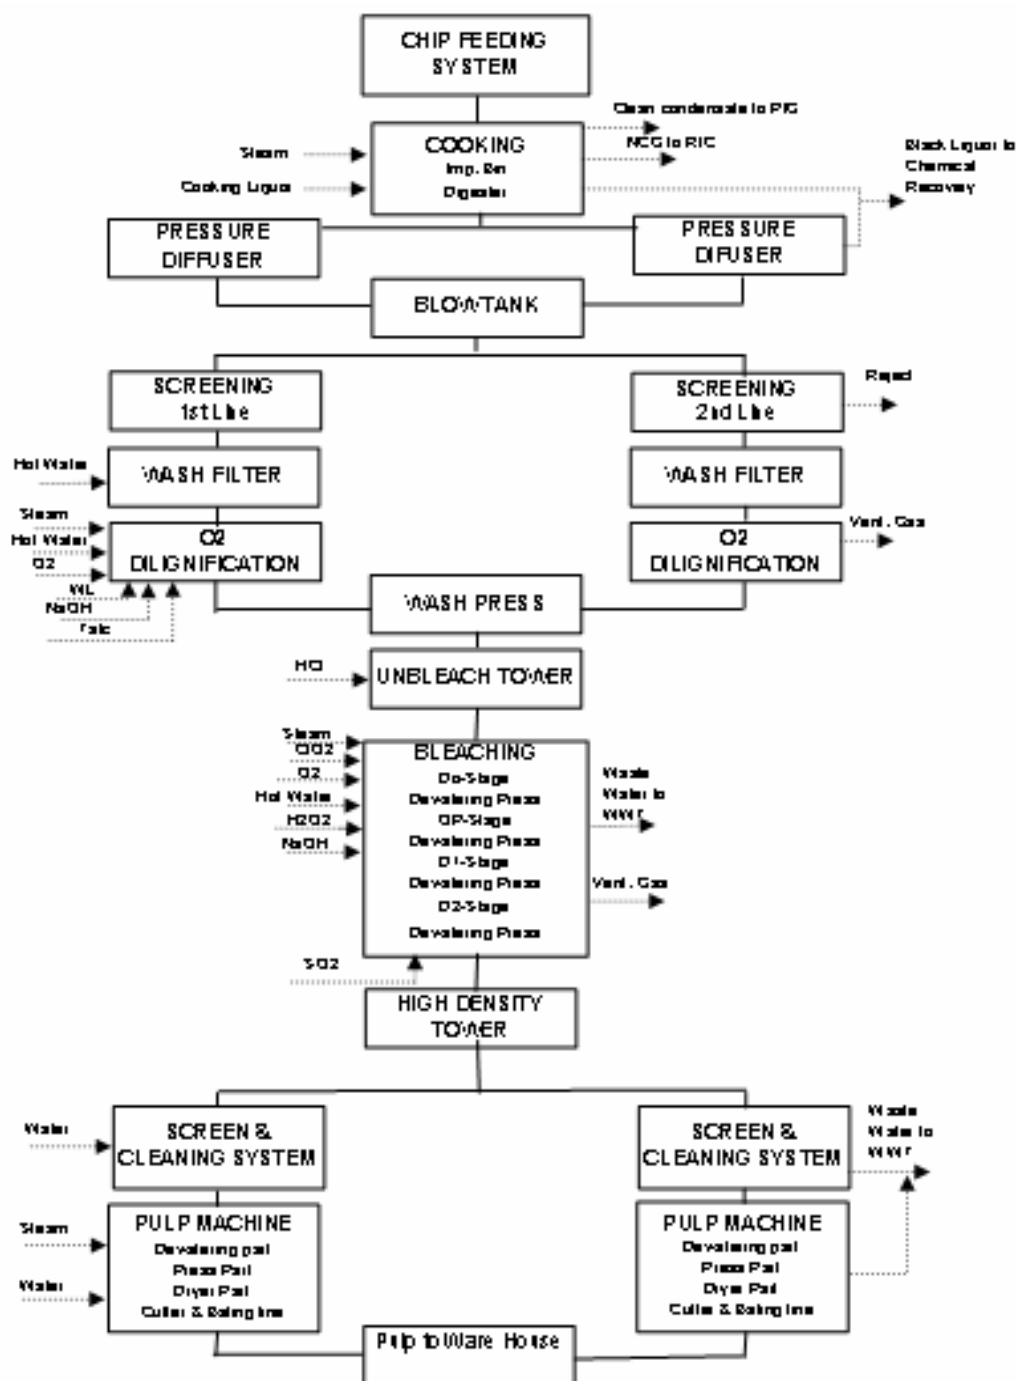 CHIP FEEDING
SYSTEM
Clean condensate to
COOKING
Imp. Bin
Digester
Steam
Cooking Liquor
NCG to
Black Liquor to
Chemical
Recovery
PRESSURE
DIFFUSER
PRESSURE
DIFUSER
BLOWTANK
SCREENING
1st Line
SCREENING
2nd Line
Reject
Hot Water
WASH FILTER
WASH FILTER
Steam
Hot Water
O2
O2
DILIGNIFICATION
O2
DILIGNIFICATION
Vent. Gas
WL
NaOH
Talc
WASH PRESS
UNBLEACH TOWER
Steam
ClO2
O2
Hot Water
H2O2
NaOH
BLEACHING
Do-Stage
Dewatering Press
OP-Stage
Dewatering Press
D1-Stage
Dewatering Press
D2-Stage
Dewatering Press
Waste
Water to
WWT
Vent. Gas
SO2
HIGH DENSITY
TOWER
Water
SCREEN &
CLEANING SYSTEM
SCREEN &
CLEANING SYSTEM
Waste
Water to
WWT
Steam
Water
PULP MACHINE
Dewatering part
Press Part
Dryer Part
Cutter & Baling line
PULP MACHINE
Dewatering part
Press Part
Dryer Part
Cutter & Baling line
Pulp to Ware House